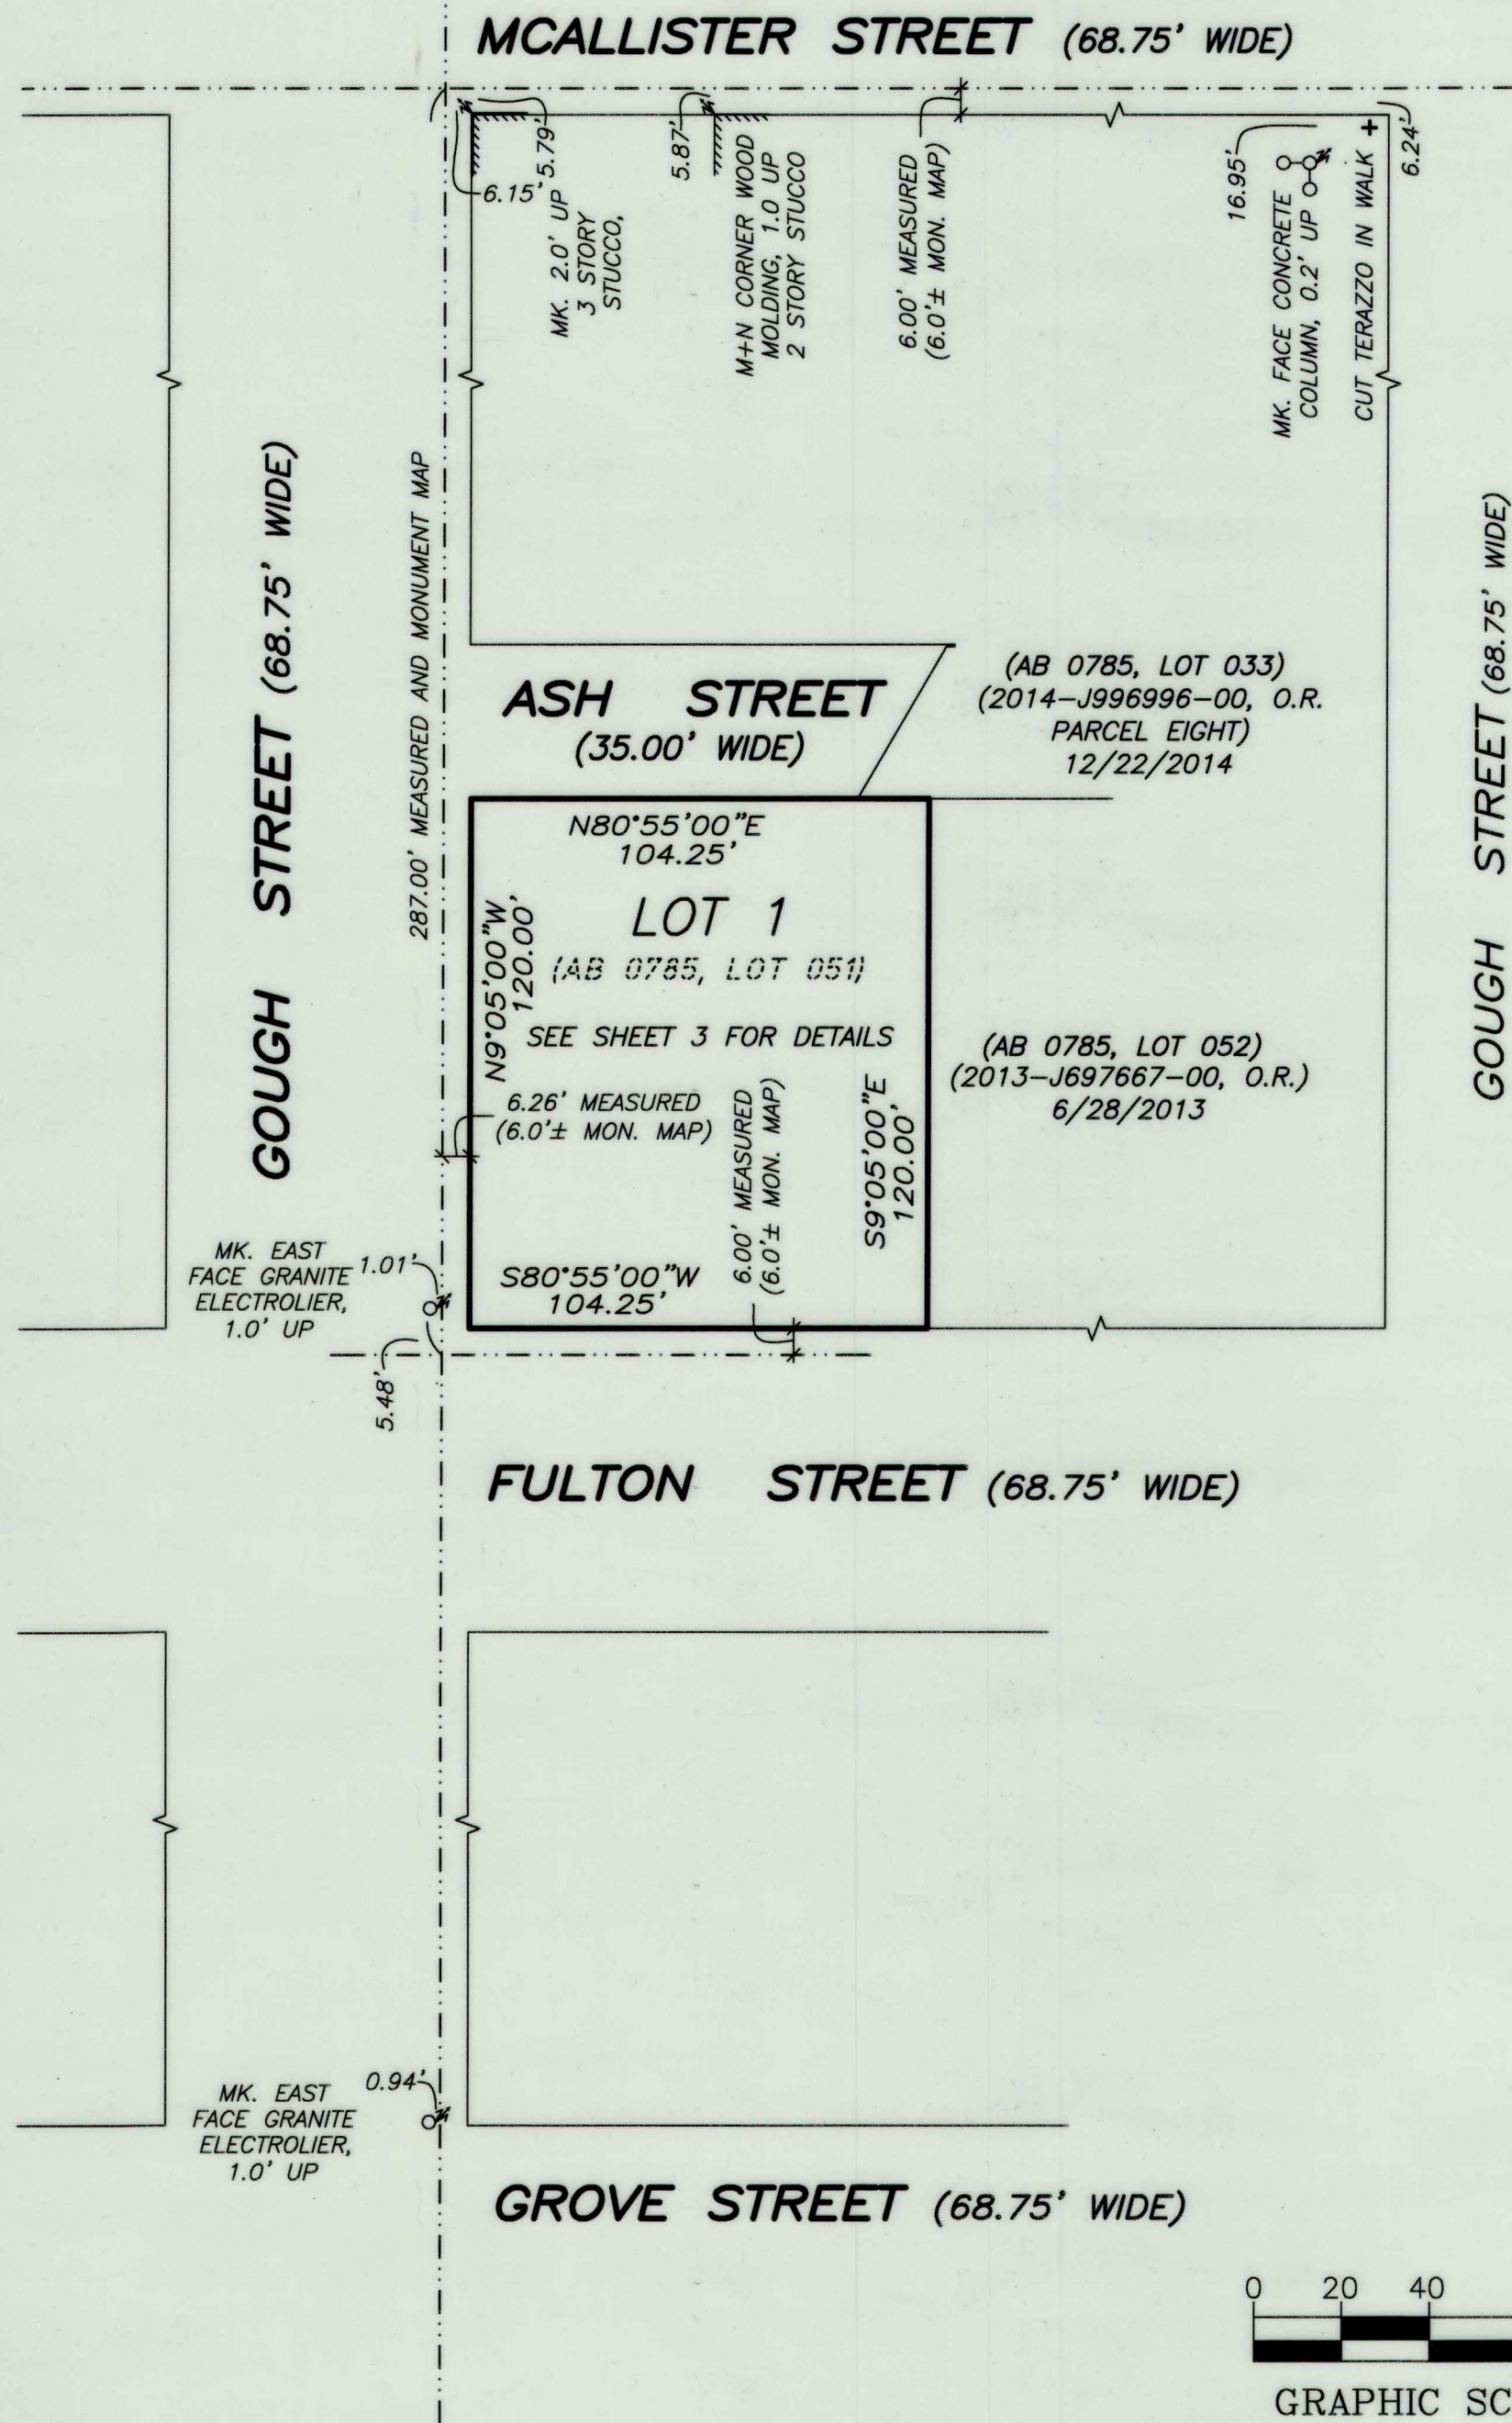 MCALLISTER STREET (68.75' WIDE)
5.79'
6.15'
MK. 2.0' UP
3 STORY
STUCCO,
5.87'
M+N CORNER WOOD
MOLDING, 1.0 UP
2 STORY STUCCO
6.00' MEASURED
(6.0'± MON. MAP)
16.95'
MK. FACE CONCRETE
COLUMN, 0.2' UP
CUT TERAZZO IN WALK
6.24'
GOUGH STREET (68.75' WIDE)
287.00' MEASURED AND MONUMENT MAP
ASH STREET
(35.00' WIDE)
(AB 0785, LOT 033)
(2014-J996996-00, O.R.
PARCEL EIGHT)
12/22/2014
GOUGH STREET (68.75' WIDE)
N80°55'00"E
104.25'
LOT 1
(AB 0785, LOT 051)
SEE SHEET 3 FOR DETAILS
N9°05'00"W
120.00'
6.26' MEASURED
(6.0'± MON. MAP)
6.00' MEASURED
(6.0'± MON. MAP)
S9°05'00"E
120.00'
S80°55'00"W
104.25'
(AB 0785, LOT 052)
(2013-J697667-00, O.R.)
6/28/2013
MK. EAST
FACE GRANITE
ELECTROLIER,
1.0' UP
1.01'
5.48'
FULTON STREET (68.75' WIDE)
MK. EAST
FACE GRANITE
ELECTROLIER,
1.0' UP
0.94'
GROVE STREET (68.75' WIDE)
0 20 40
GRAPHIC SC